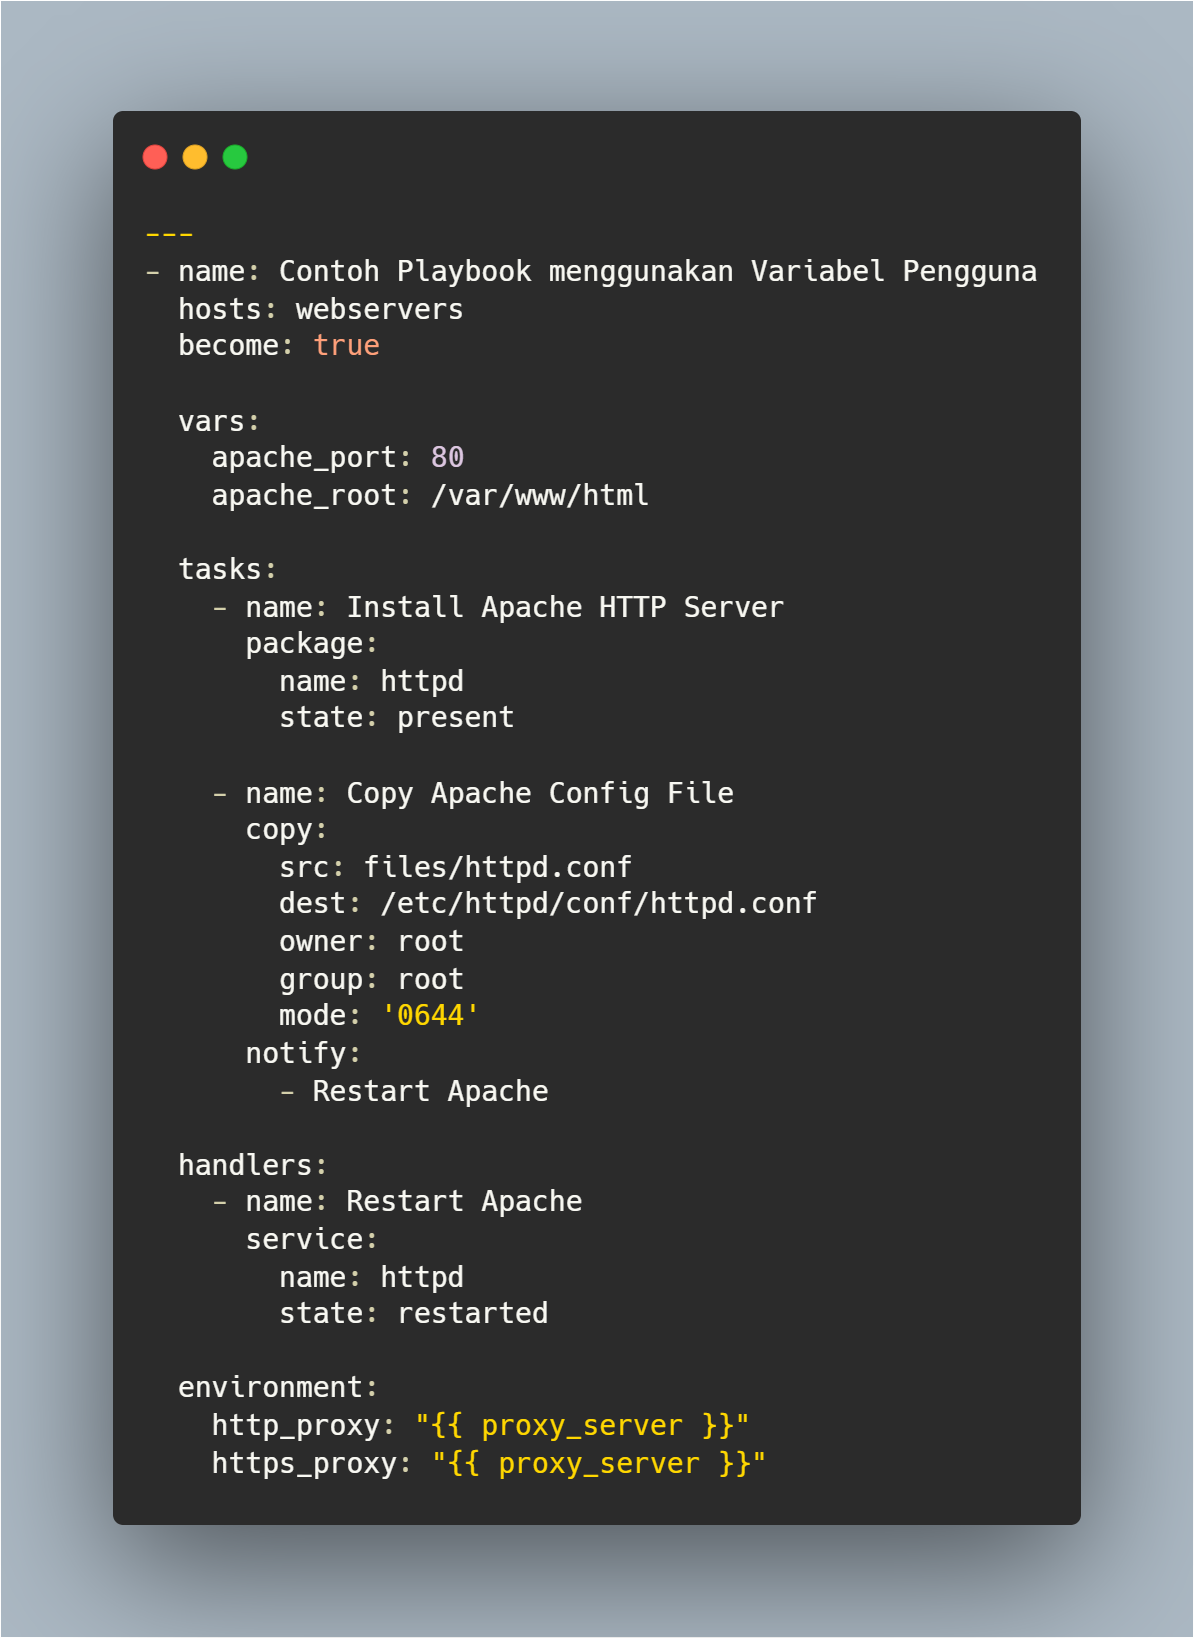 ---
- name: Contoh Playbook menggunakan Variabel Pengguna
  hosts: webservers
  become: true

  vars:
    apache_port: 80
    apache_root: /var/www/html

  tasks:
    - name: Install Apache HTTP Server
      package:
        name: httpd
        state: present

    - name: Copy Apache Config File
      copy:
        src: files/httpd.conf
        dest: /etc/httpd/conf/httpd.conf
        owner: root
        group: root
        mode: '0644'
      notify:
        - Restart Apache

  handlers:
    - name: Restart Apache
      service:
        name: httpd
        state: restarted

  environment:
    http_proxy: "{{ proxy_server }}"
    https_proxy: "{{ proxy_server }}"